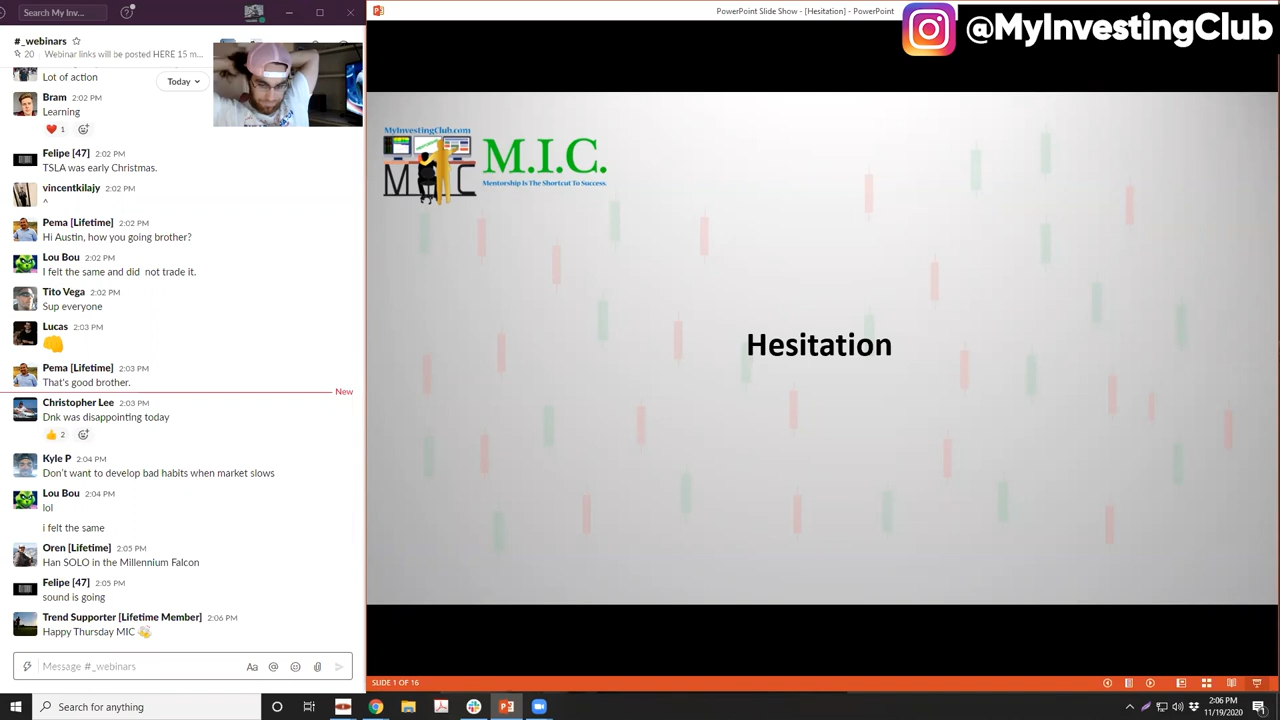 Search My Inv...
#_webinars
20 Webinar links will be posted HERE 15 m...
Today
Lot of action
Bram 2:02 PM
Learning
1
Felipe [47] 2:02 PM
TSLA was early Christmas.
vincentkilajy 2:02 PM
^
Pema [Lifetime] 2:02 PM
Hi Austin, how you going brother?
Lou Bou 2:02 PM
I felt the same and did not trade it.
Tito Vega 2:02 PM
Sup everyone
Lucas 2:03 PM
Pema [Lifetime] 2:03 PM
That's good brother.
New
Christopher Lee 2:03 PM
Dnk was disappointing today
2
Kyle P 2:04 PM
Don't want to develop bad habits when market slows
Lou Bou 2:04 PM
lol
i felt the same
Oren [Lifetime] 2:05 PM
Han SOLO in the Millennium Falcon
Felipe [47] 2:05 PM
sound is going
Trend Supporter [Lifetime Member] 2:06 PM
Happy Thursday MIC
Message #_webinars
Aa
PowerPoint Slide Show - [Hesitation] - PowerPoint
@MyInvestingClub
MyInvestingClub.com
MIC
M.I.C.
Mentorship Is The Shortcut To Success
Hesitation
SLIDE 1 OF 16
Search for anything
2:06 PM
11/19/2020
1